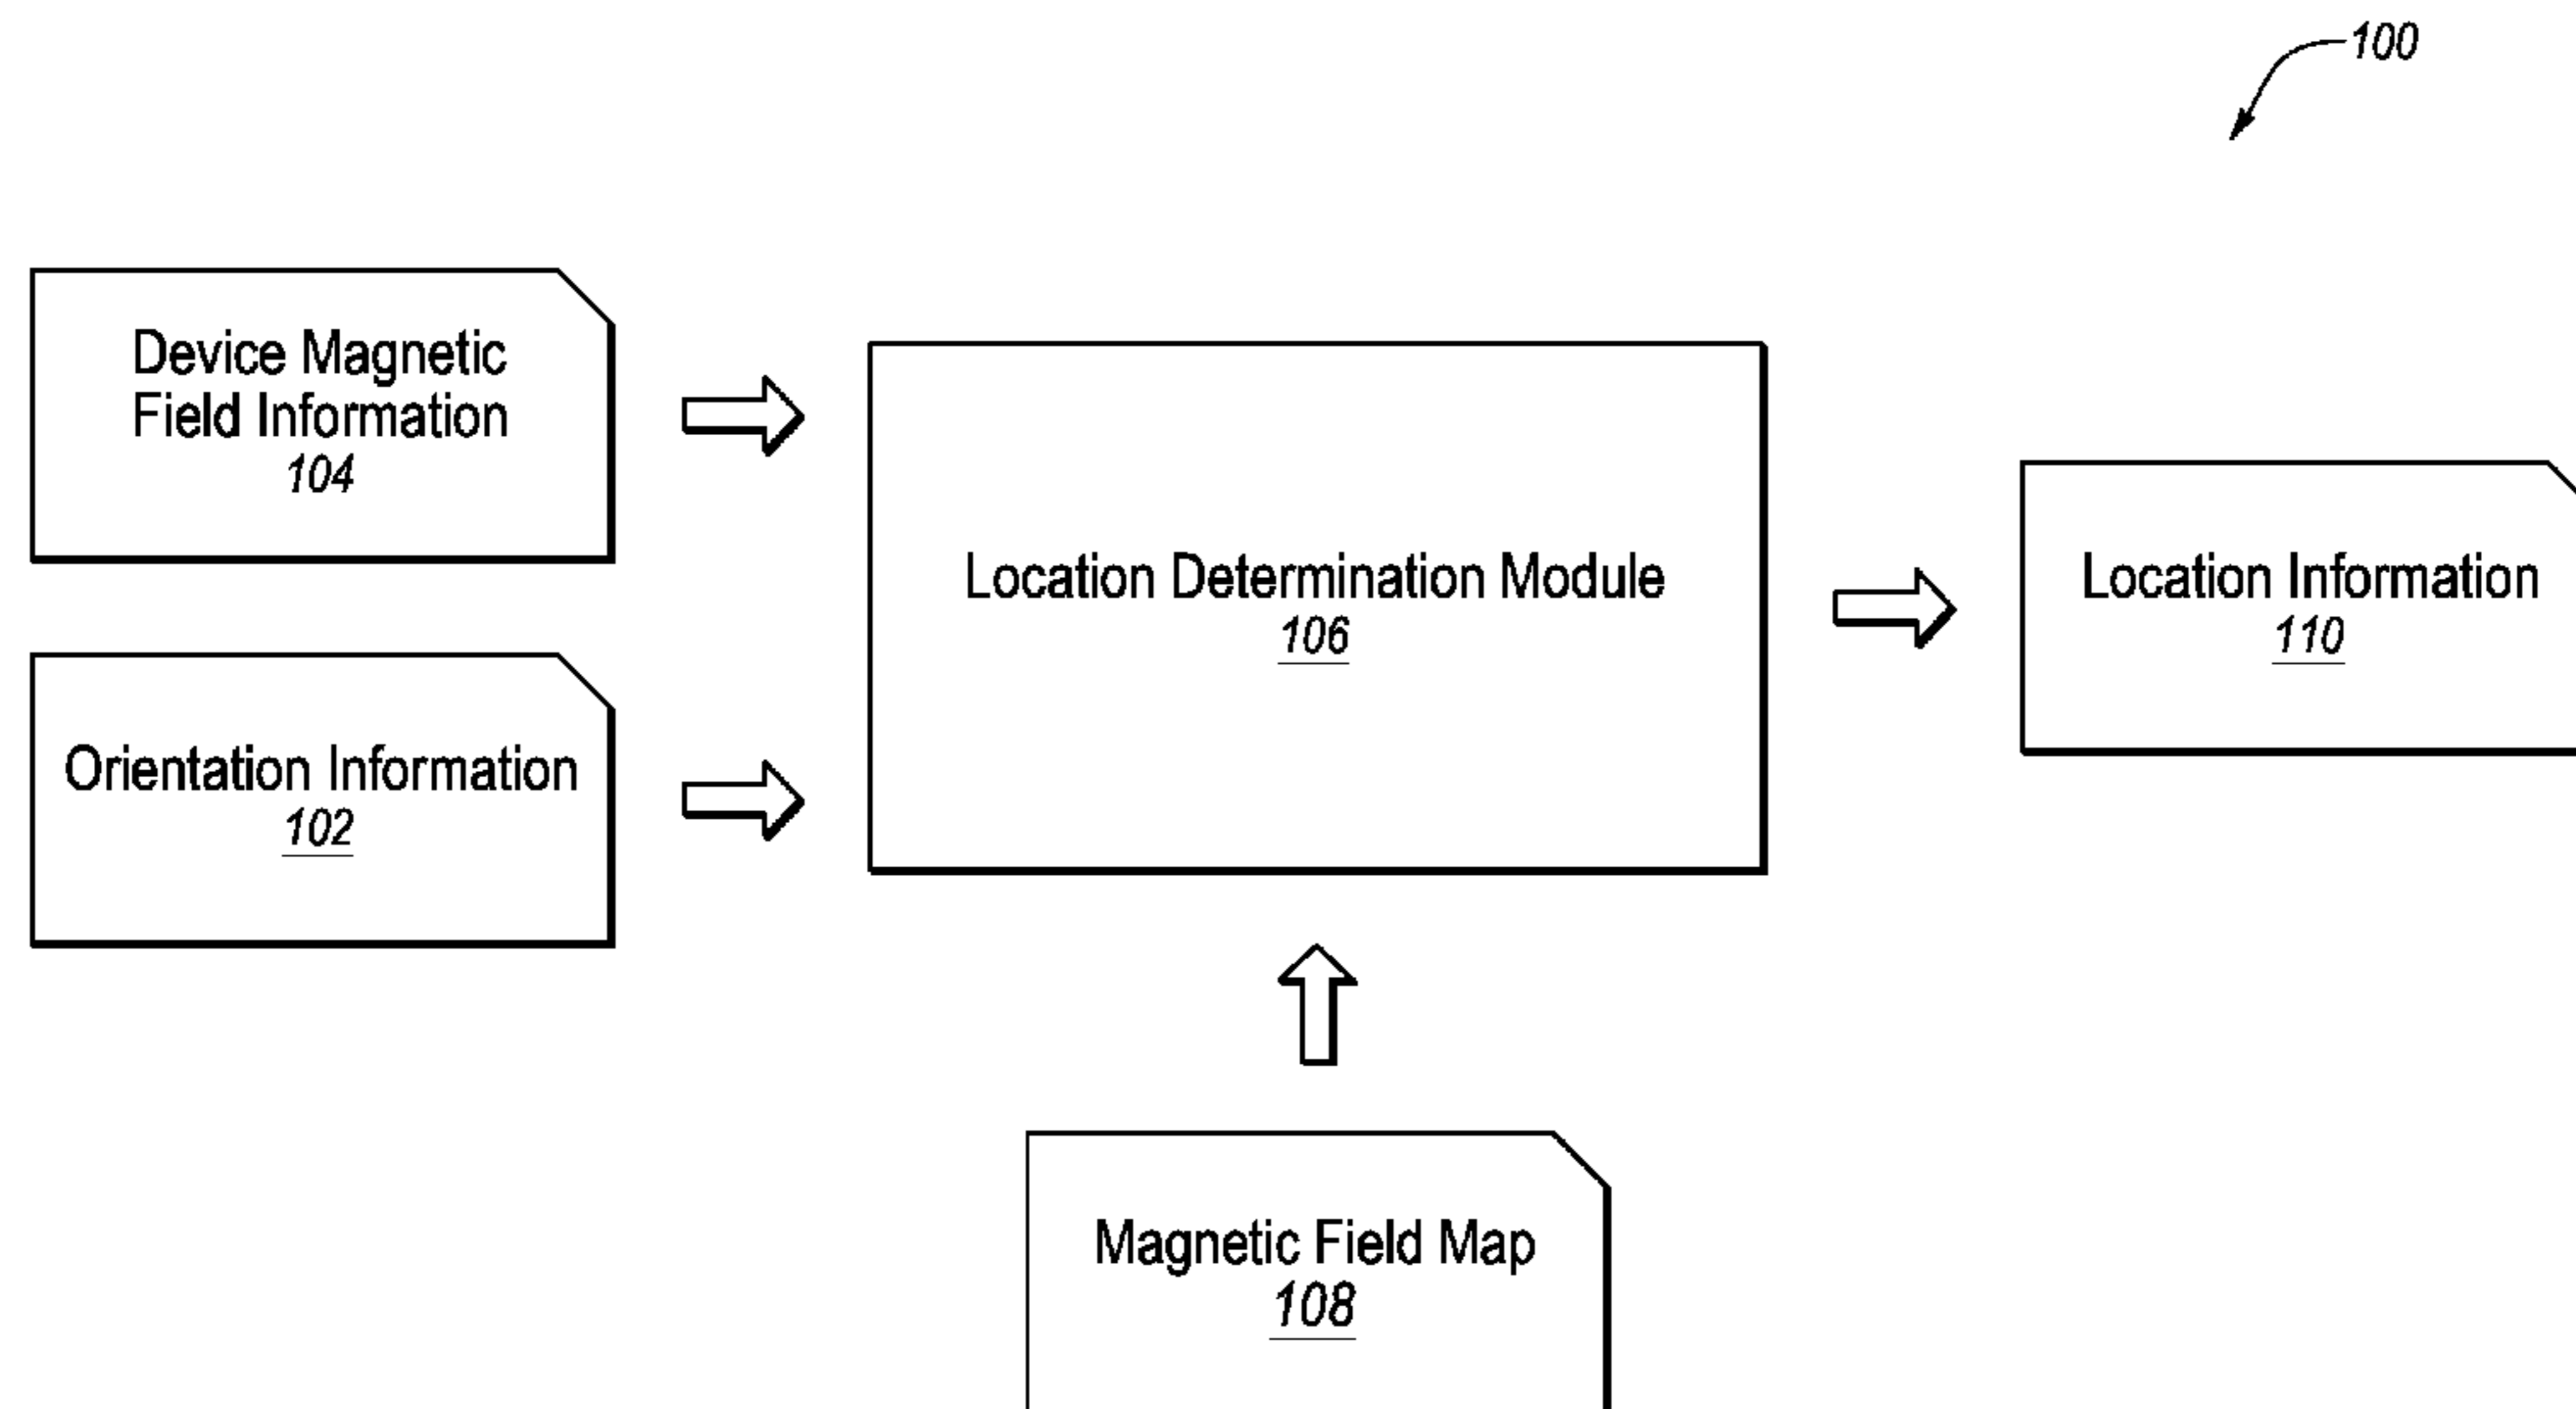 100
Device Magnetic
Field Information
104
Location Determination Module
106
Location Information
110
Orientation Information
102
Magnetic Field Map
108